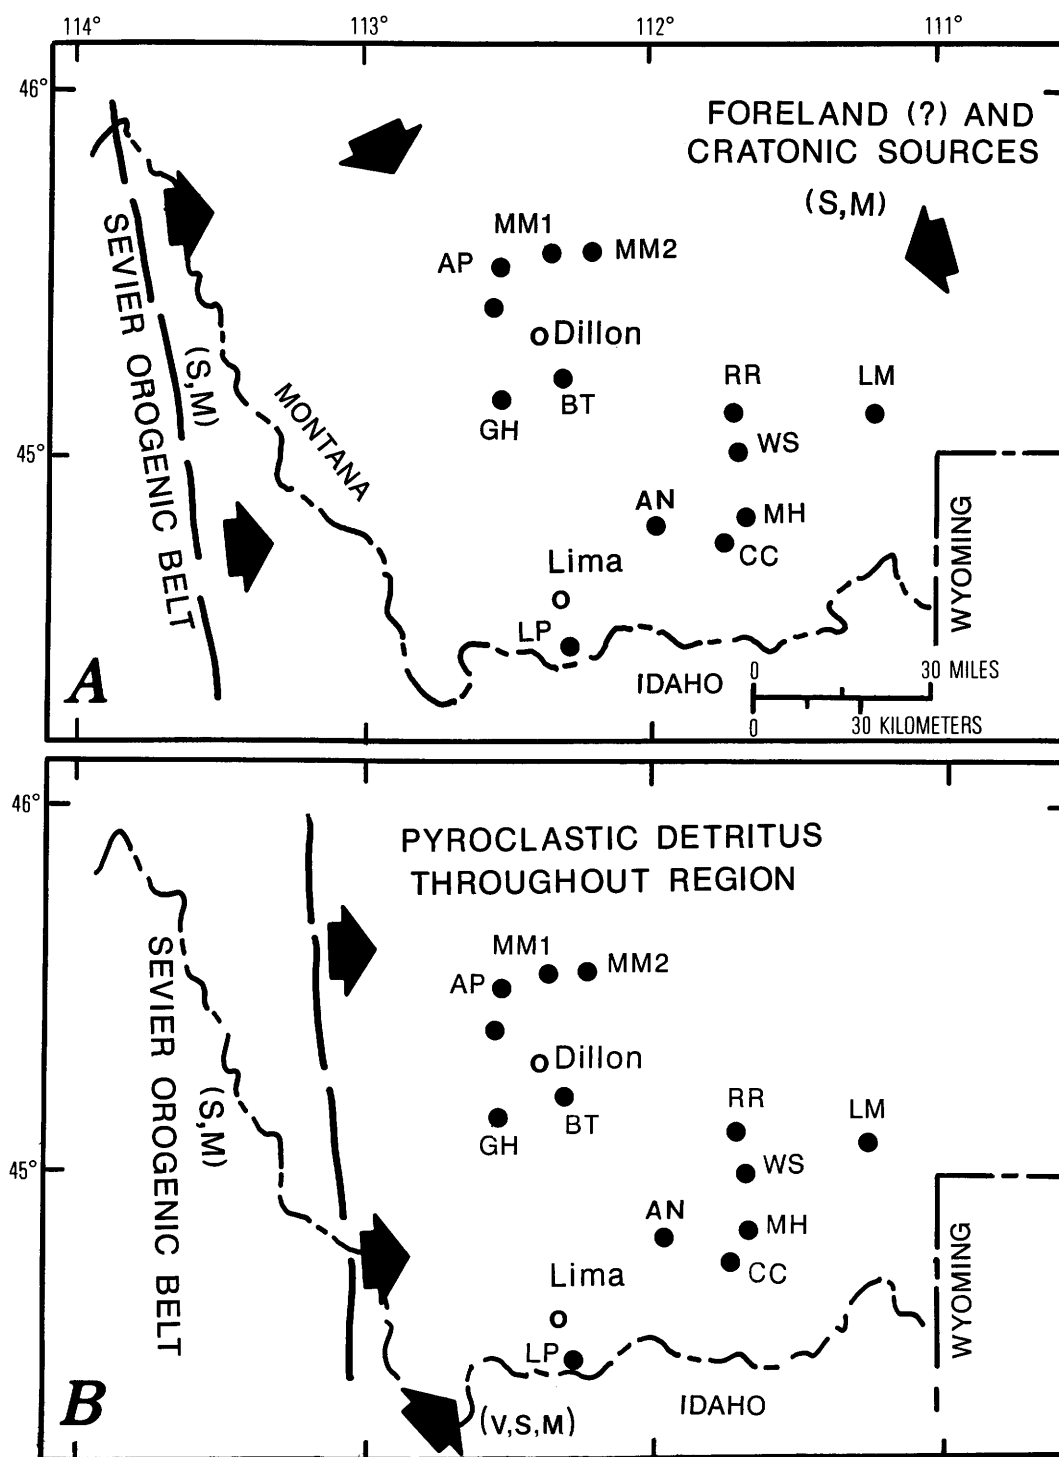 114° 113° 112° 111°
46°
FOREland (?) AND
CRATONIC SOURCES
(S,M)
MM1
MM2
AP
Dillon
SEVIER OROGENIC BELT
(S,M)
MONTANA
BT
GH
RR
LM
WS
45°
AN
MH
CC
WYOMING
Lima
LP
A
IDAHO
0 30 MILES
0 30 KILOMETERS
46°
PYROCLASTIC DETRITUS
THROUGHOUT REGION
MM1
MM2
AP
SEVIER OROGENIC BELT
(S,M)
Dillon
BT
GH
RR
LM
45°
WS
AN
MH
CC
WYOMING
Lima
LP
B
(V,S,M)
IDAHO